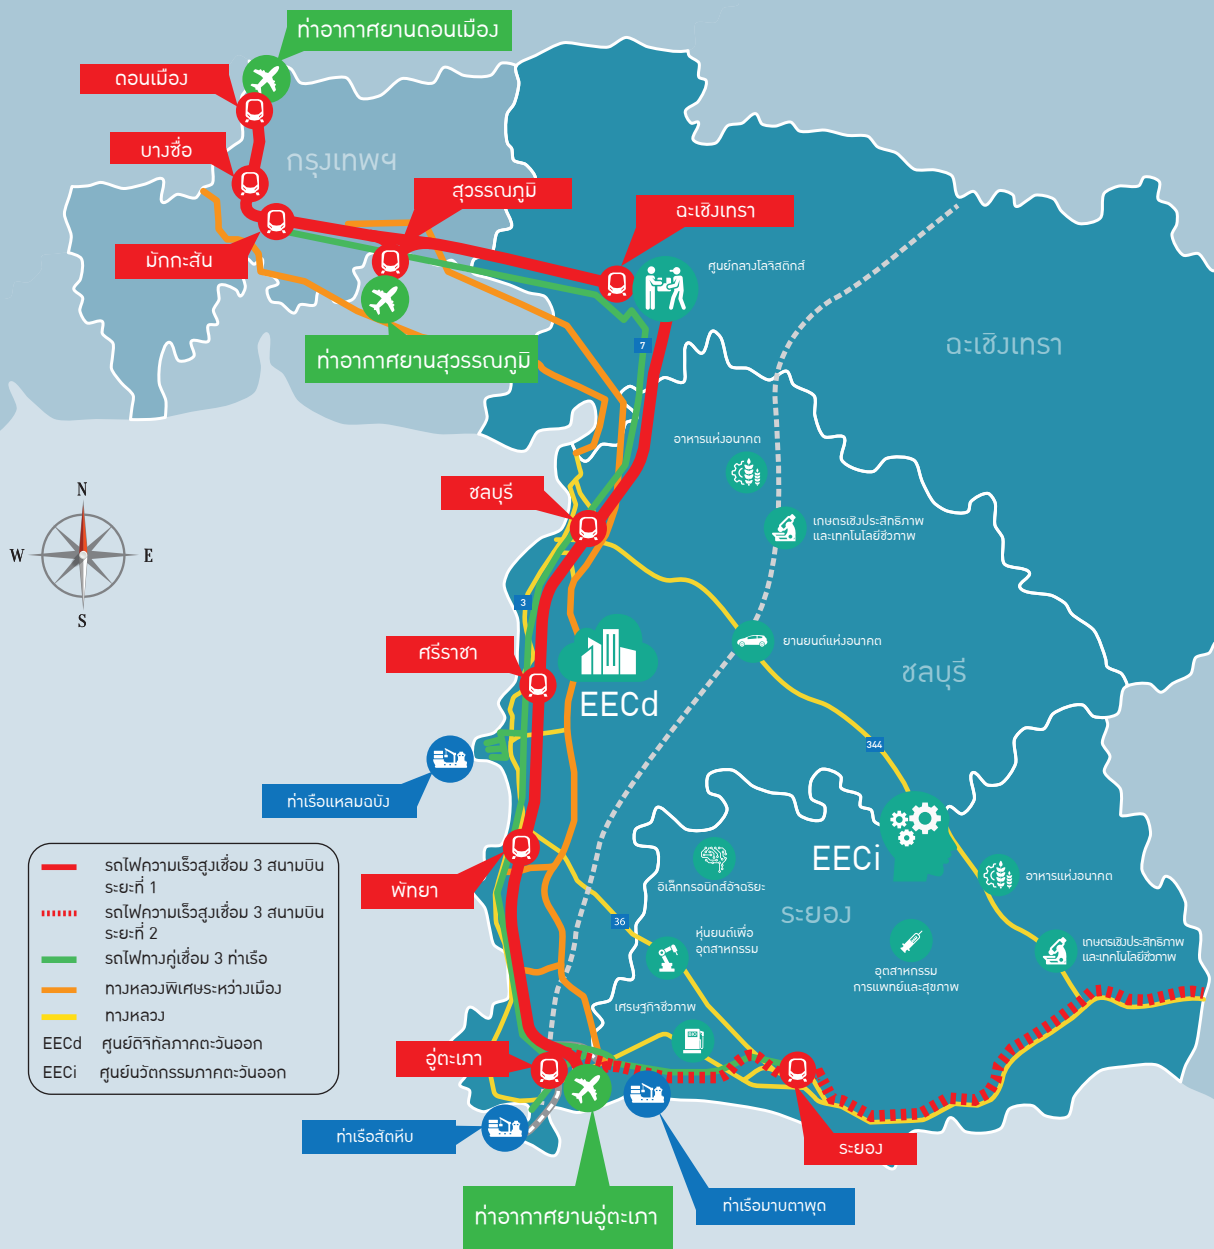 ท่าอากาศยานดอนเมือง
ดอนเมือง
บางซื่อ
กรุงเทพฯ
สุวรรณภูมิ
ฉะเชิงเทรา
มักกะสัน
ศูนย์กลางโลจิสติกส์
ท่าอากาศยานสุวรรณภูมิ
7
ฉะเชิงเทรา
อาหารแห่งอนาคต
ชลบุรี
เกษตรเชิงประสิทธิภาพ
และเทคโนโลยีชีวภาพ
N
W
E
S
3
ศรีราชา
ยานยนต์แห่งอนาคต
ชลบุรี
EECd
344
ท่าเรือแหลมฉบัง
EECi
พัทยา
อิเล็กทรอนิกส์อัจฉริยะ
อาหารแห่งอนาคต
ระยอง
36
หุ่นยนต์เพื่อ
อุตสาหกรรม
เกษตรเชิงประสิทธิภาพ
และเทคโนโลยีชีวภาพ
อุตสาหกรรม
การแพทย์และสุขภาพ
เศรษฐกิจชีวภาพ
รถไฟความเร็วสูงเชื่อม 3 สนามบิน
ระยะที่ 1
รถไฟความเร็วสูงเชื่อม 3 สนามบิน
ระยะที่ 2
รถไฟทางคู่เชื่อม 3 ท่าเรือ
ทางหลวงพิเศษระหว่างเมือง
ทางหลวง
EECd ศูนย์ดิจิทัลภาคตะวันออก
EECi ศูนย์นวัตกรรมภาคตะวันออก
อู่ตะเภา
ท่าเรือสัตหีบ
ระยอง
ท่าอากาศยานอู่ตะเภา
ท่าเรือมาบตาพุด